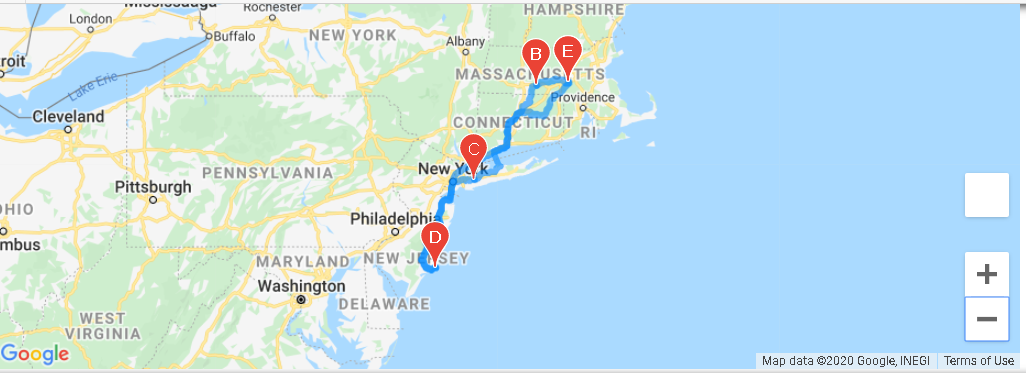 Mississauga
HAMPSHIRE
Rochester
London
Buffalo
NEW YORK
Albany
troit
B
E
MASSACHUSETTS
Lake Erie
Providence
Cleveland
CONNECTICUT
RI
C
New York
PENNSYLVANIA
Pittsburgh
OHIO
Philadelphia
mbus
D
MARYLAND
NEW JERSEY
Washington
DELAWARE
WEST
VIRGINIA
Google
+
−
Map data ©2020 Google, INEGI
Terms of Use